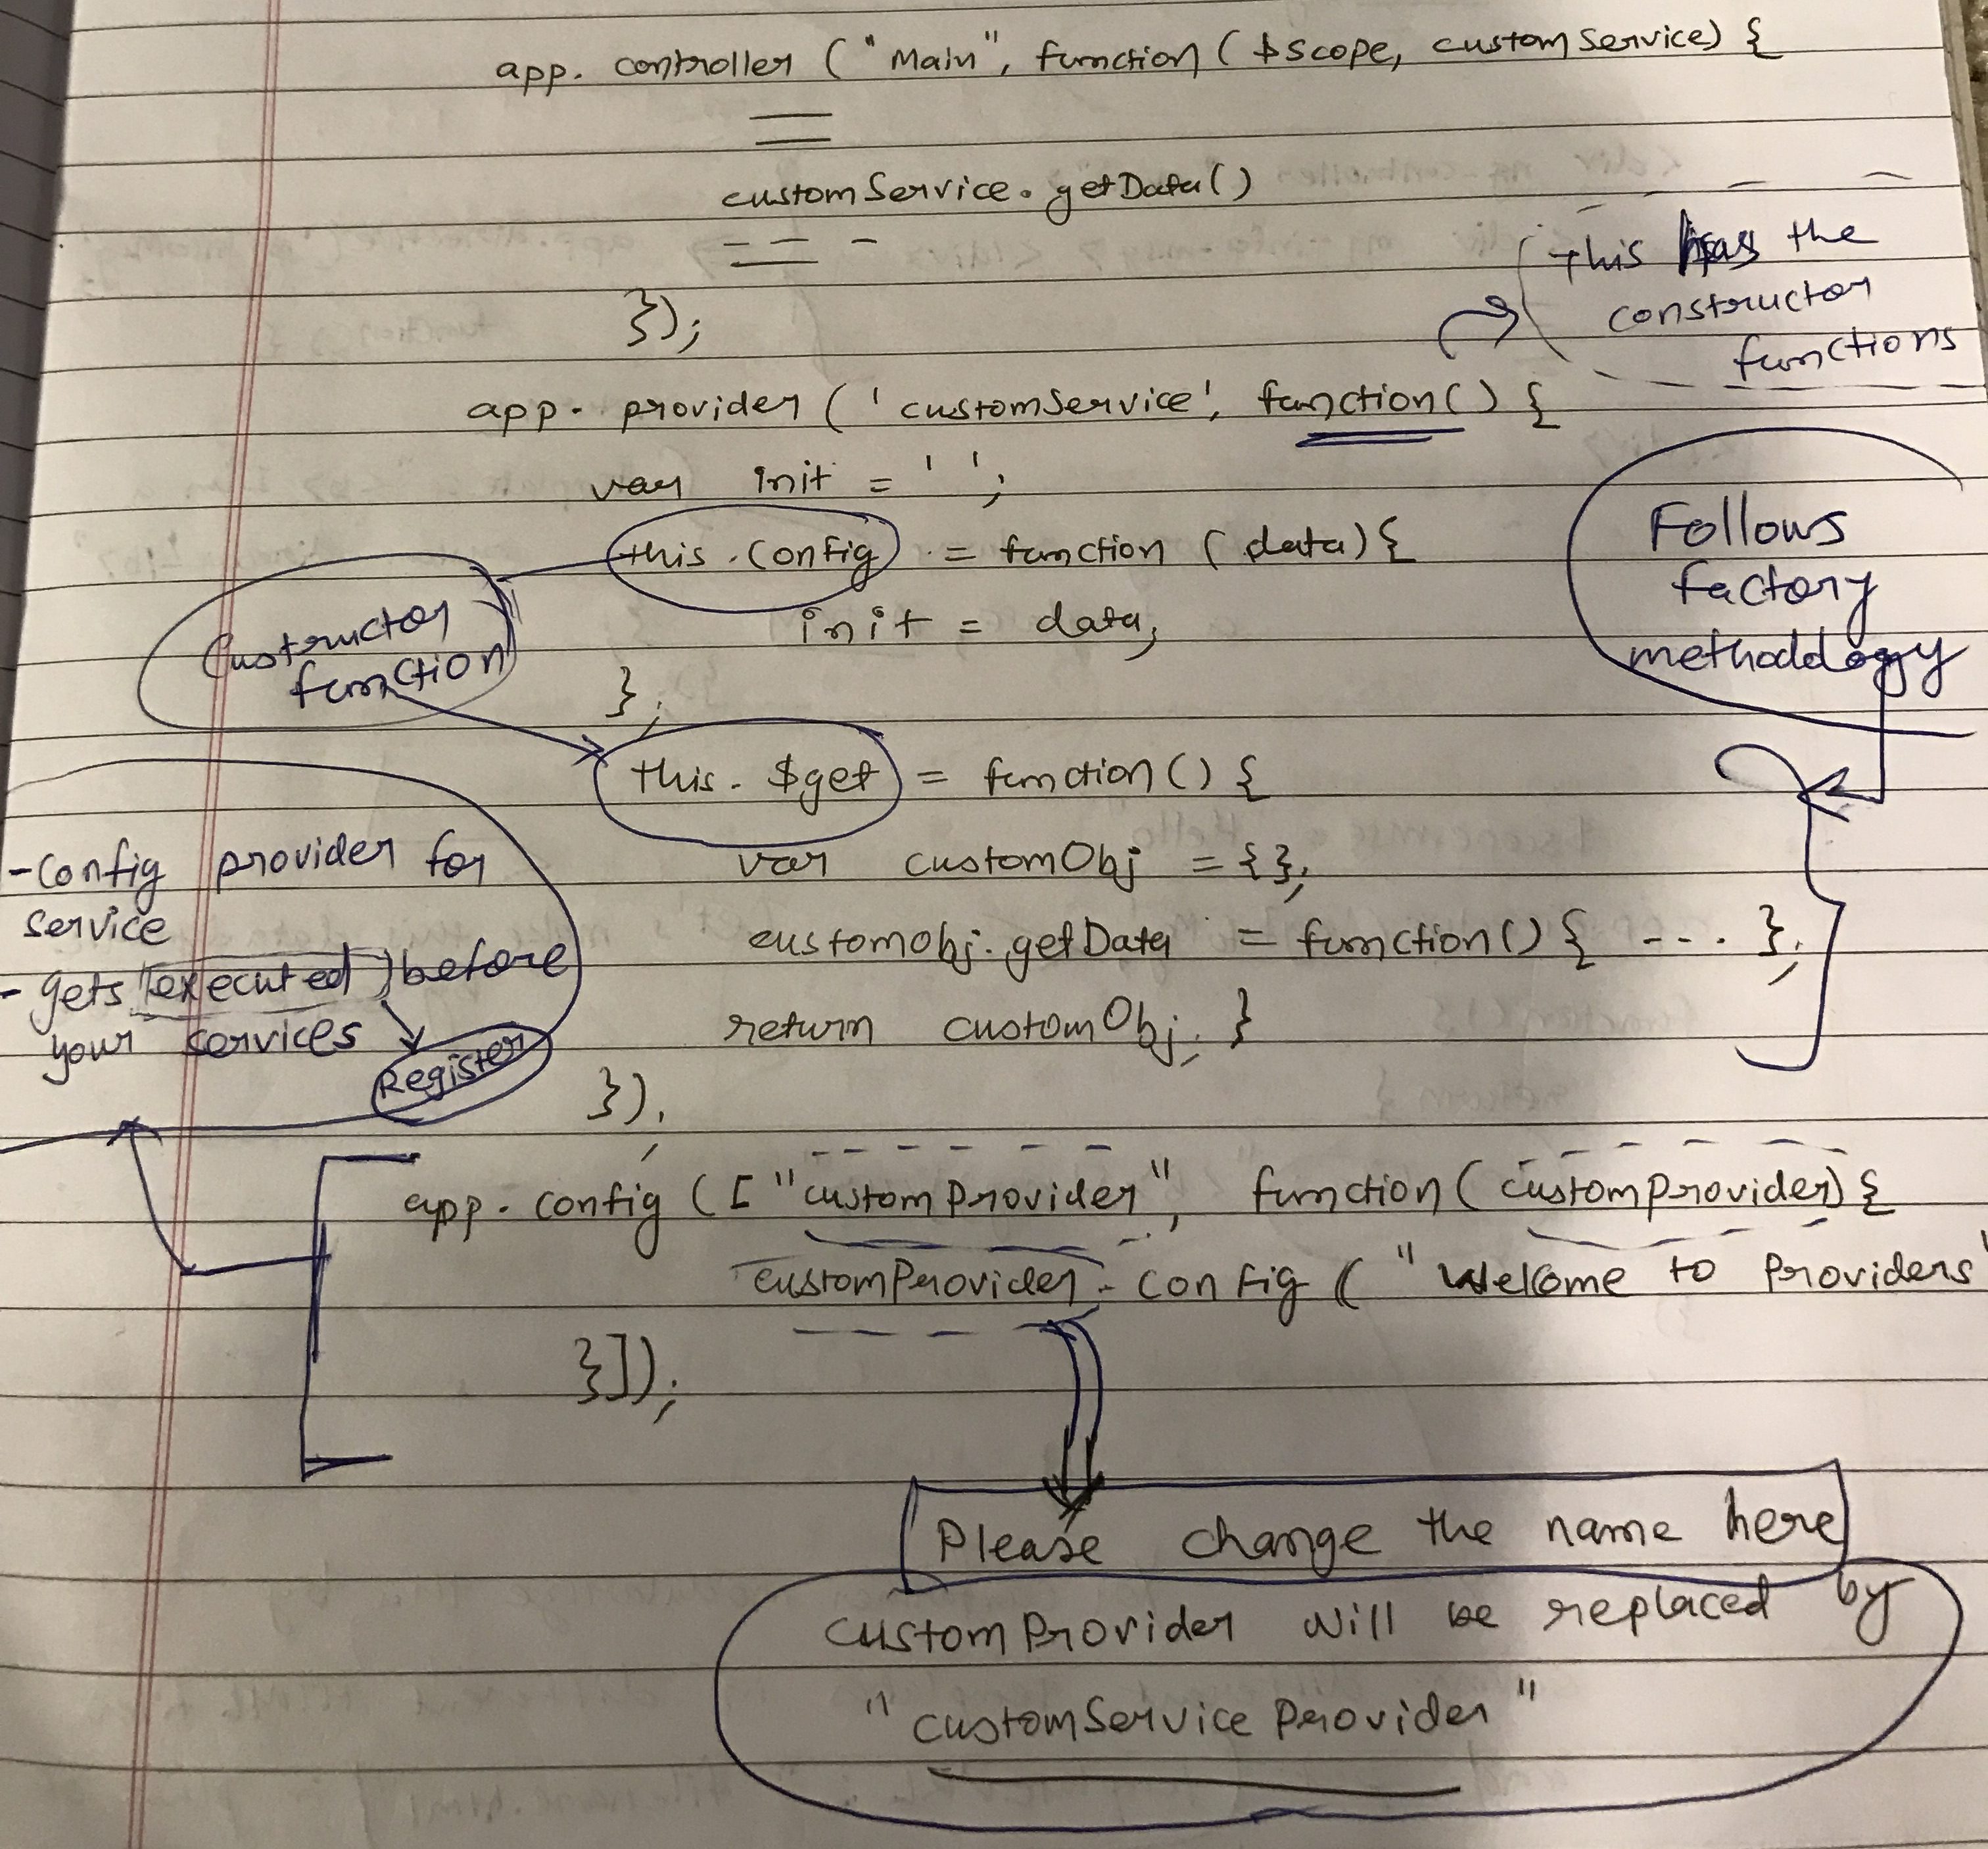 app. controller ("Main", function ($scope, customService) {
customService. getData()
});
This has the
constructor
functions
app. provider ('customService', function() {
var init = ' ';
this. Config = function (data) {
init = data;
};
Custructor
function
Follows
factory
methodology
this. $get = function() {
var customObj = {};
customobj. getData = function() { --- };
return customObj; }
});
- Config provider for
service
- gets executed before
your services
Register
app. config (["customProvider", function (customProvider) {
customProvider. config ("Welcome to Providers"
}]);
Please change the name here
customProvider will be replaced by
"customServiceProvider"